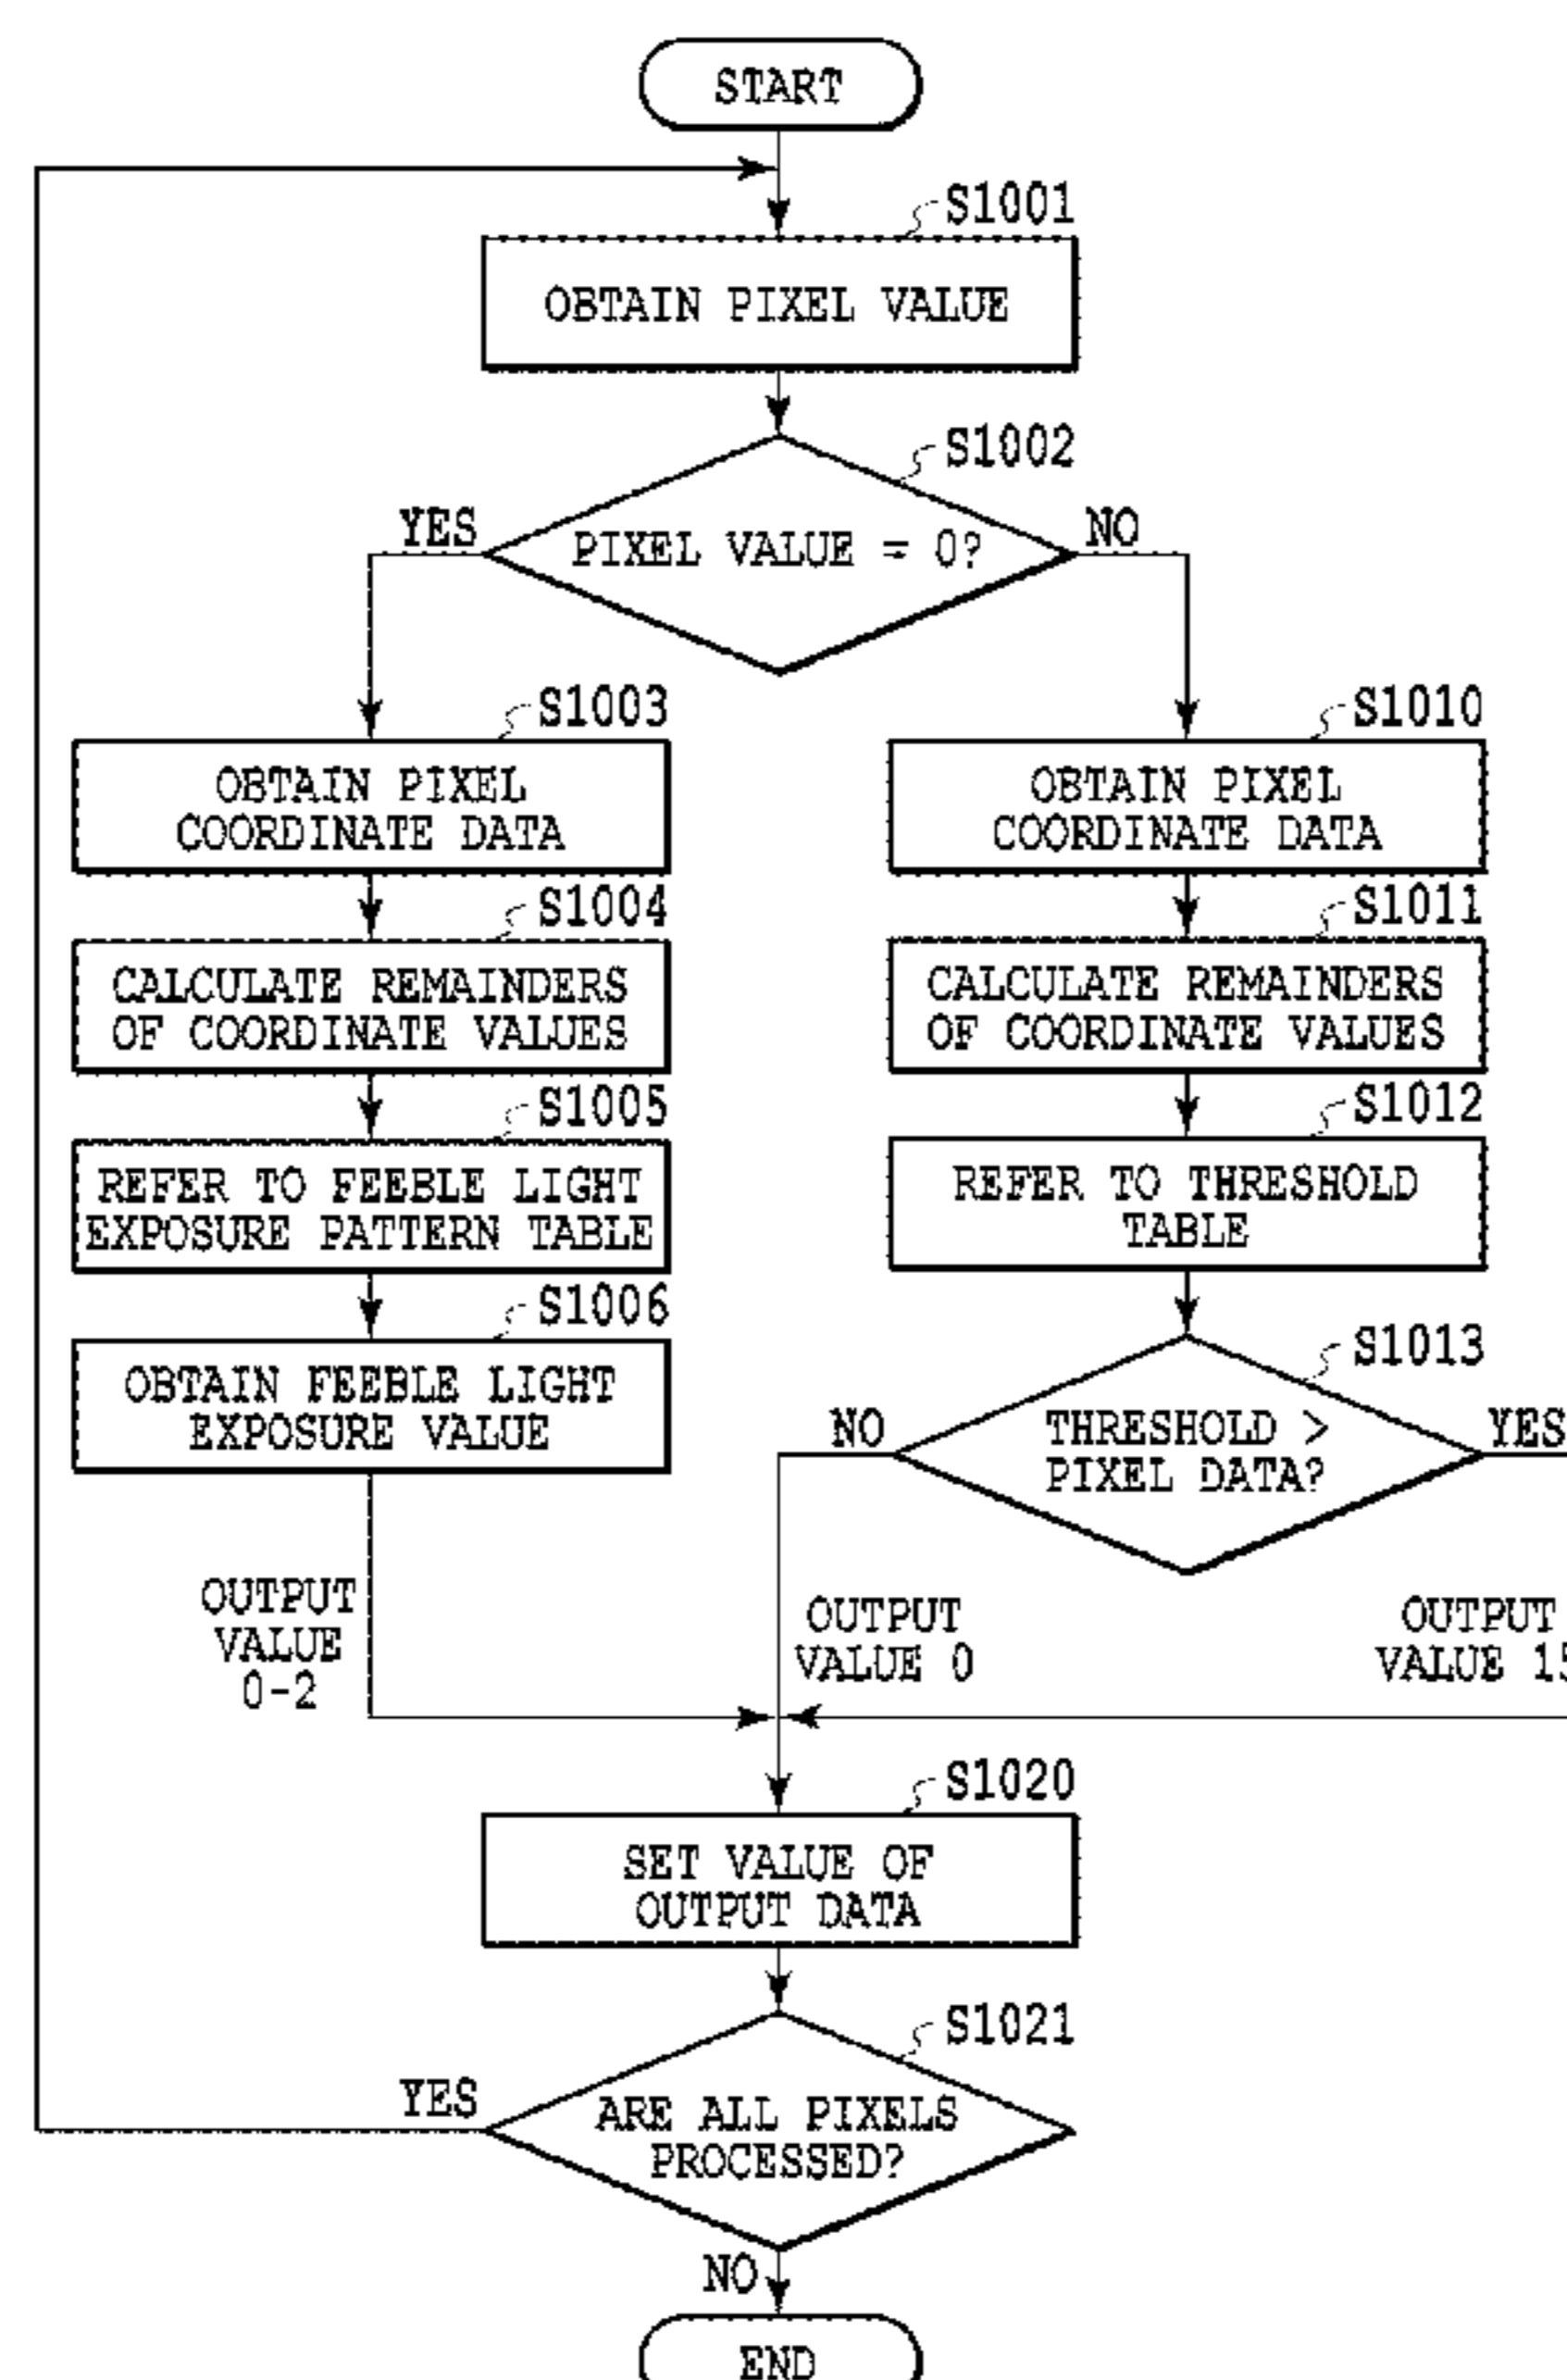 START
S1001
OBTAIN PIXEL VALUE
S1002
YES
PIXEL VALUE = 0?
NO
S1003
OBTAIN PIXEL
COORDINATE DATA
S1004
CALCULATE REMAINDERS
OF COORDINATE VALUES
S1005
REFER TO FEEBLE LIGHT
EXPOSURE PATTERN TABLE
S1006
OBTAIN FEEBLE LIGHT
EXPOSURE VALUE
OUTPUT
VALUE
0-2
S1010
OBTAIN PIXEL
COORDINATE DATA
S1011
CALCULATE REMAINDERS
OF COORDINATE VALUES
S1012
REFER TO THRESHOLD
TABLE
S1013
NO
THRESHOLD >
PIXEL DATA?
YES
OUTPUT
VALUE 0
OUTPUT
VALUE 15
S1020
SET VALUE OF
OUTPUT DATA
S1021
YES
ARE ALL PIXELS
PROCESSED?
NO
END